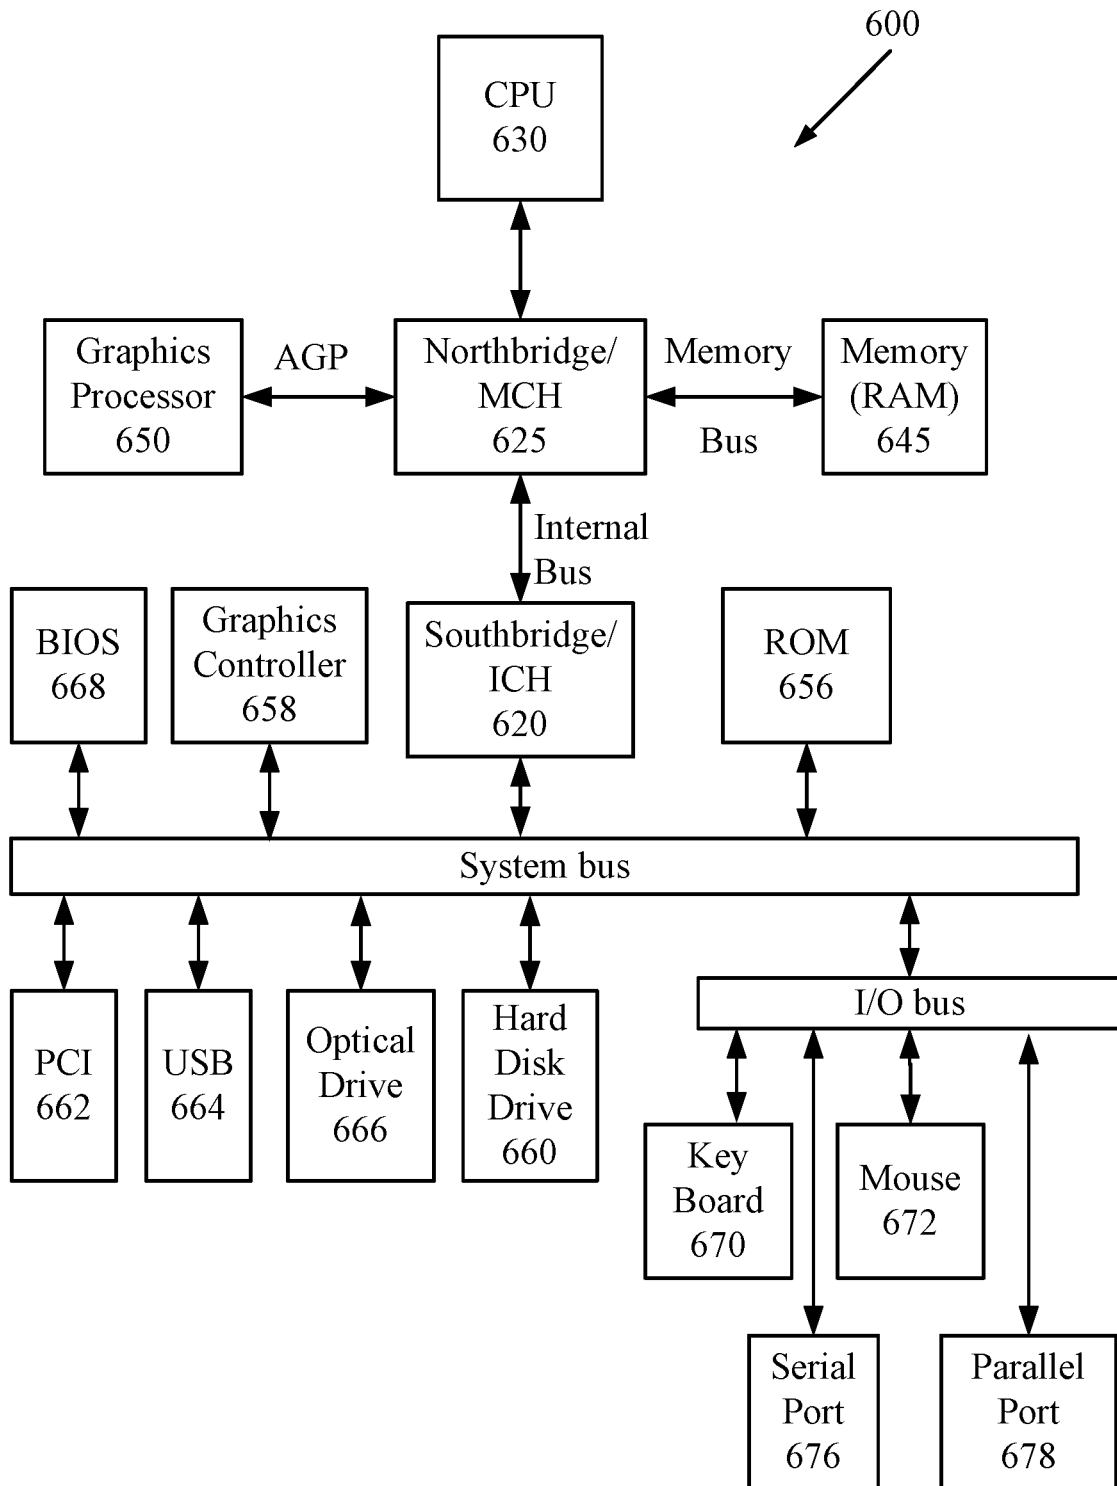 600
CPU
630
Graphics
Processor
650
AGP
Northbridge/
MCH
625
Memory
Bus
Memory
(RAM)
645
Internal
Bus
BIOS
668
Graphics
Controller
658
Southbridge/
ICH
620
ROM
656
System bus
PCI
662
USB
664
Optical
Drive
666
Hard
Disk
Drive
660
I/O bus
Key
Board
670
Mouse
672
Serial
Port
676
Parallel
Port
678